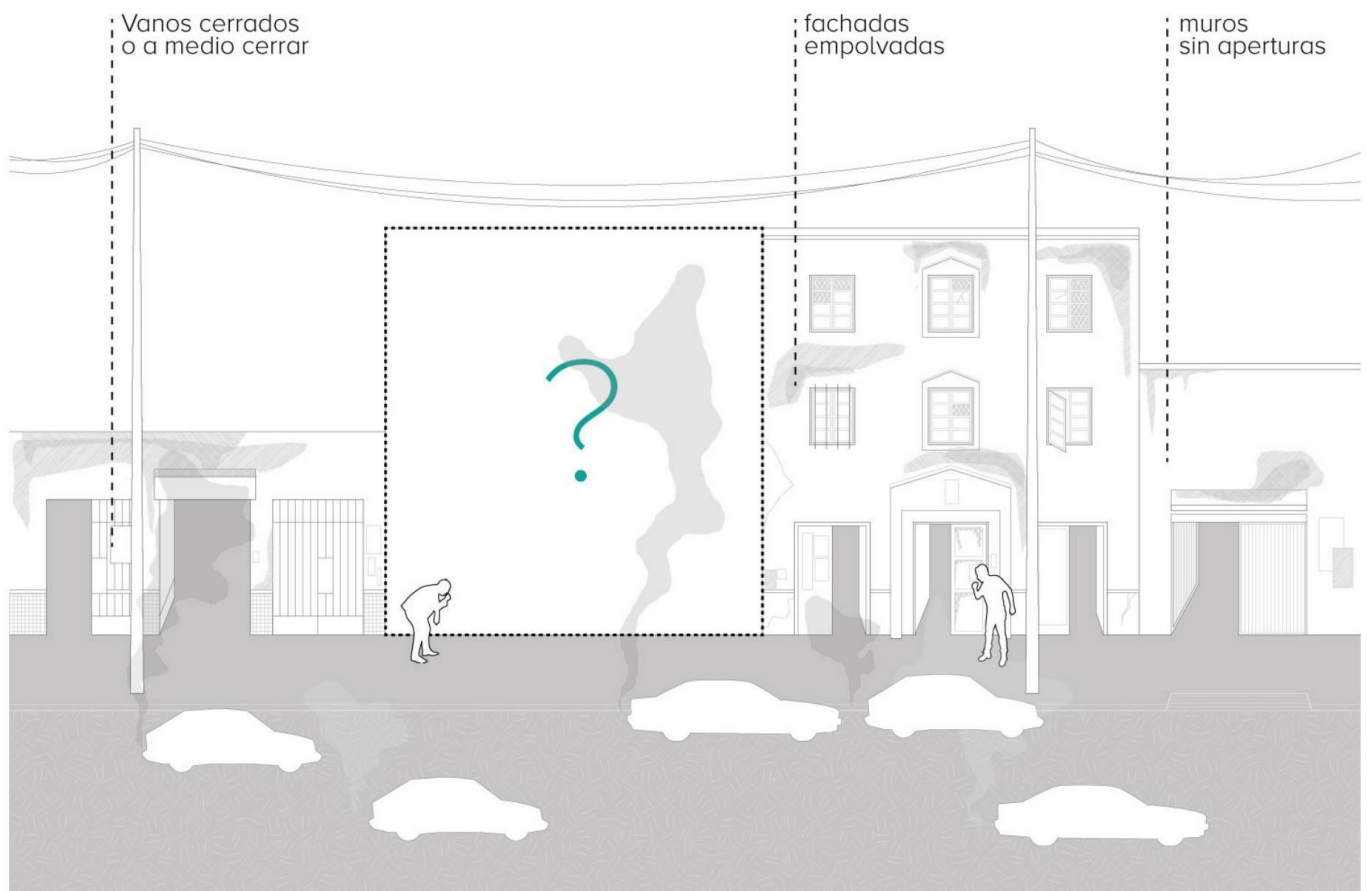 Vanos cerrados
o a medio cerrar
fachadas
empolvadas
muros
sin aperturas
?